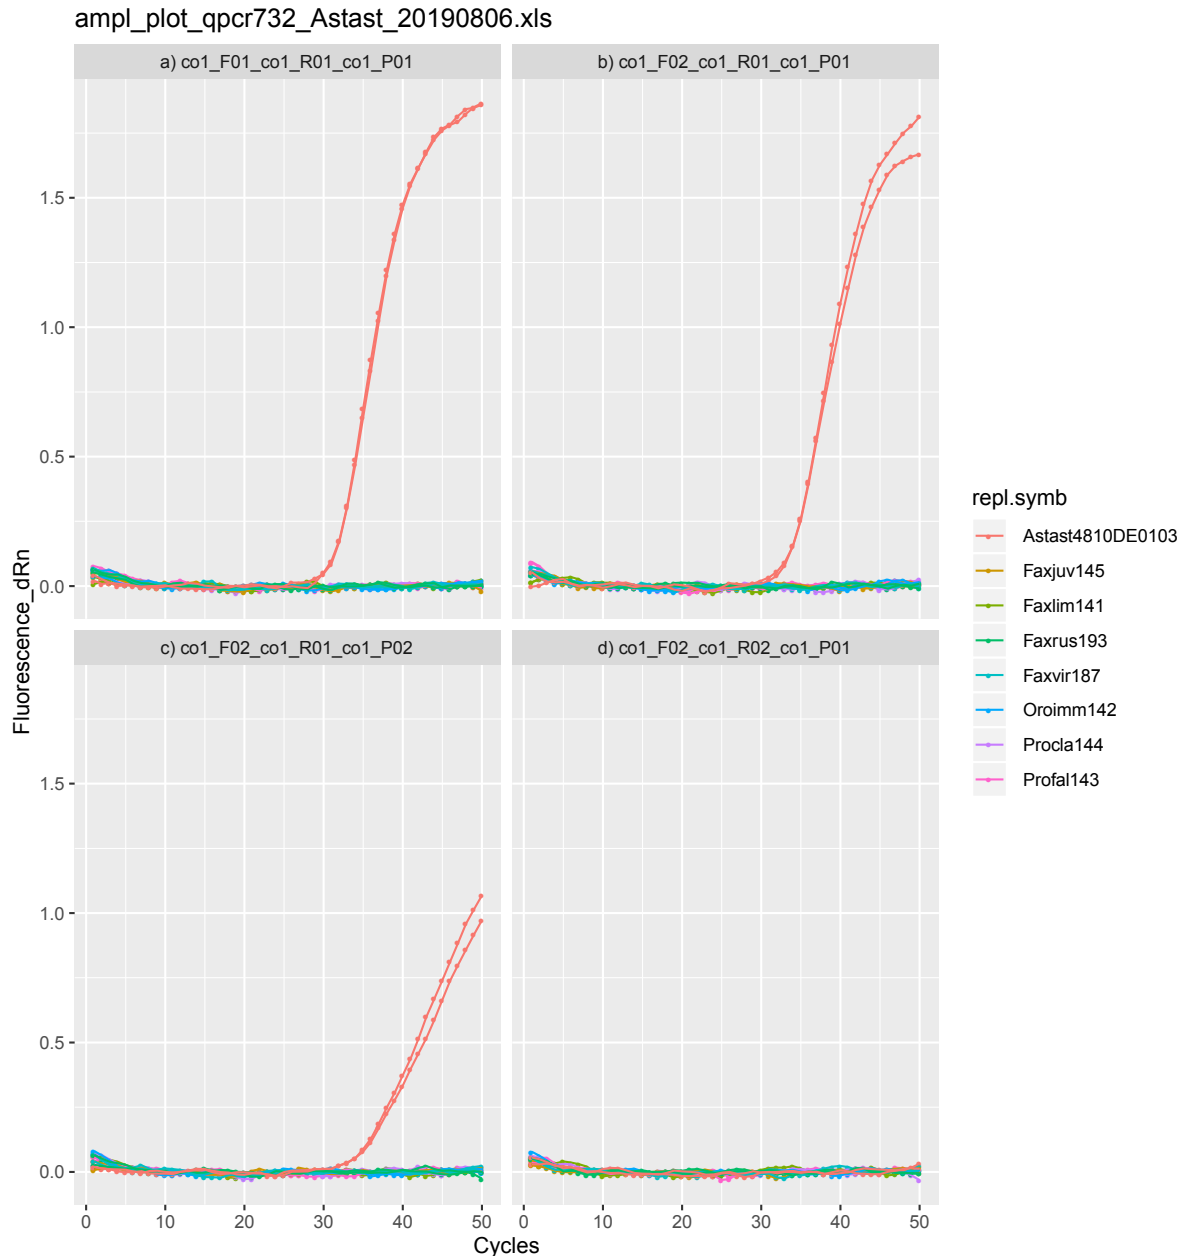 ampl_plot_qpcr732_Astast_20190806.xls
a) co1_F01_co1_R01_co1_P01
b) co1_F02_co1_R01_co1_P01
1.5
1.0
0.5
0.0
c) co1_F02_co1_R01_co1_P02
d) co1_F02_co1_R02_co1_P01
1.5
1.0
0.5
0.0
0 10 20 30 40 50
0 10 20 30 40 50
Cycles
Fluorescence_dRn
repl.symb
Astast4810DE0103
Faxjuv145
Faxlim141
Faxrus193
Faxvir187
Oroimm142
Procla144
Profal143